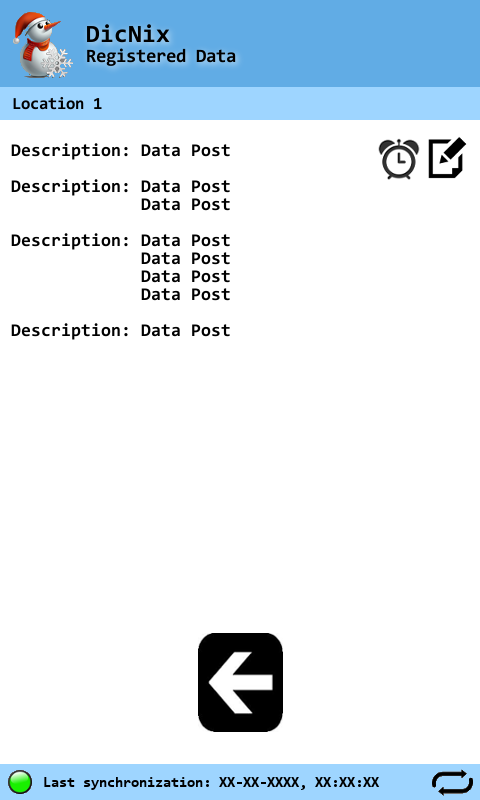 DicNix
Registered Data
Location 1
Description: Data Post
Description: Data Post
Data Post
Description: Data Post
Data Post
Data Post
Data Post
Description: Data Post
Last synchronization: XX-XX-XXXX, XX:XX:XX